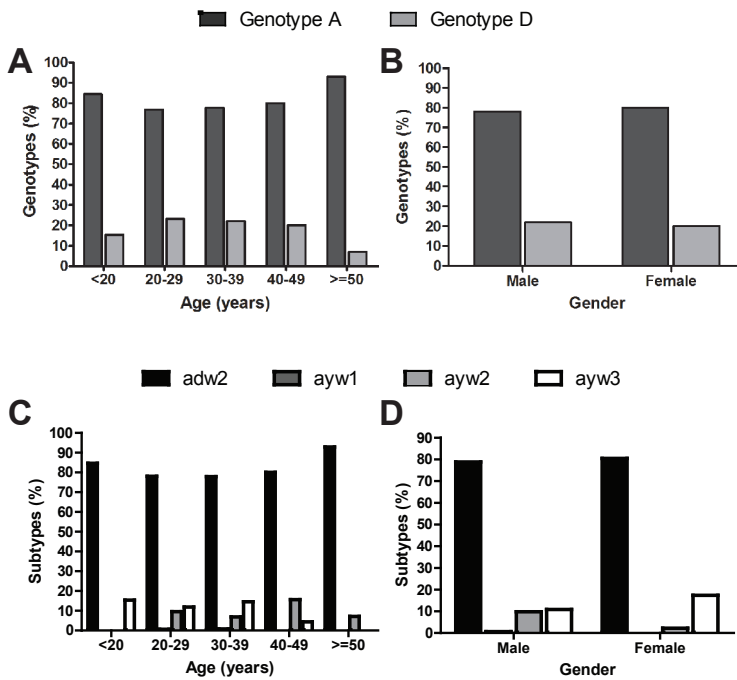 Genotype A Genotype D
A
100
90
80
70
60
50
40
30
20
10
0
Genotypes (%)
<20 20-29 30-39 40-49 >=50
Age (years)
B
100
90
80
70
60
50
40
30
20
10
0
Genotypes (%)
Male Female
Gender
adw2 ayw1 ayw2 ayw3
C
100
90
80
70
60
50
40
30
20
10
0
Subtypes (%)
<20 20-29 30-39 40-49 >=50
Age (years)
D
90
80
70
60
50
40
30
20
10
0
Subtypes (%)
Male Female
Gender